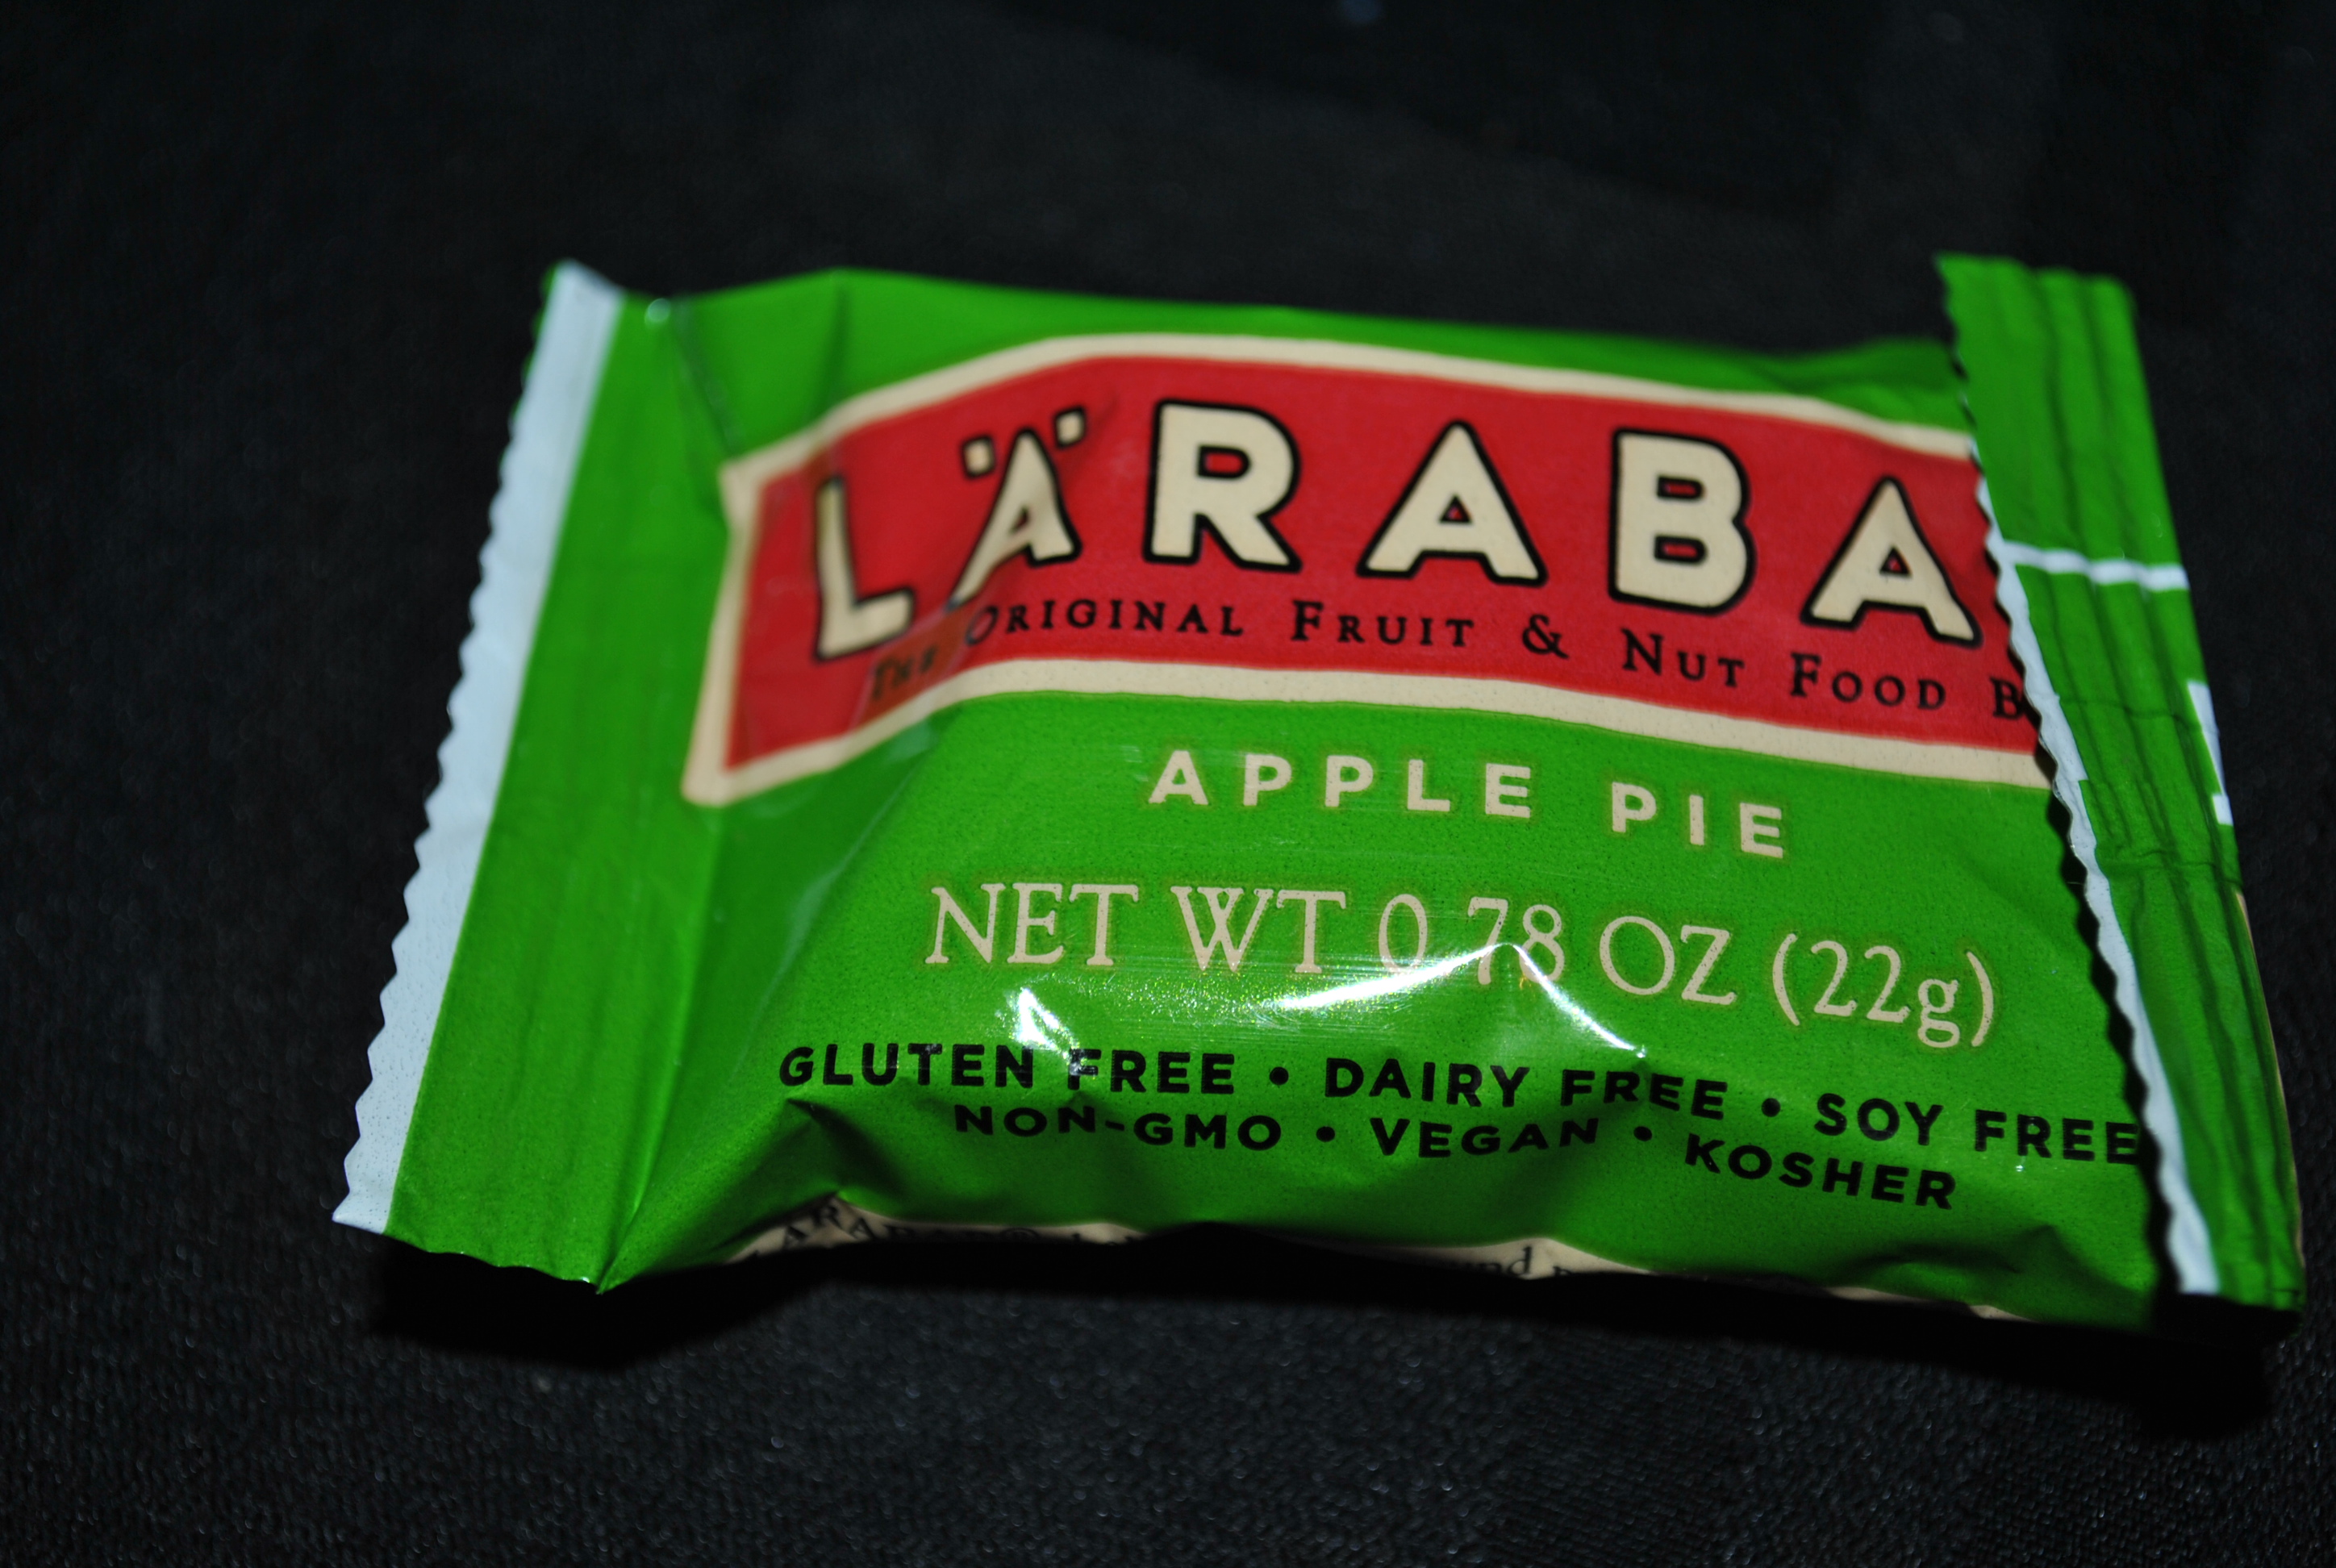 LÄRABA
THE ORIGINAL FRUIT & NUT FOOD B
APPLE PIE
NET WT 0.78 OZ (22g)
GLUTEN FREE • DAIRY FREE • SOY FREE
NON-GMO • VEGAN • KOSHER